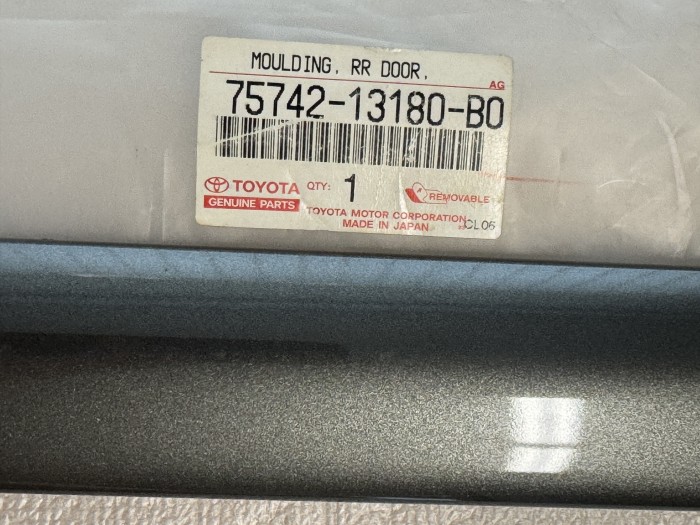 MOULDING, RR DOOR,
AG
75742-13180-B0
TOYOTA QTY: 1 REMOVABLE
GENUINE PARTS
TOYOTA MOTOR CORPORATION
MADE IN JAPAN
CL06